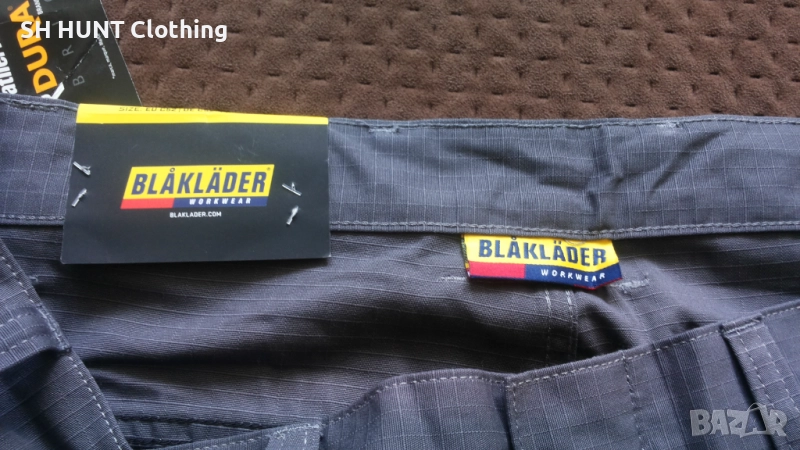 SH HUNT Clothing
DURA
BLÅKLÄDER
WORKWEAR
BLAKLADER.COM
BLÅKLÄDER
WORKWEAR
BAZAR